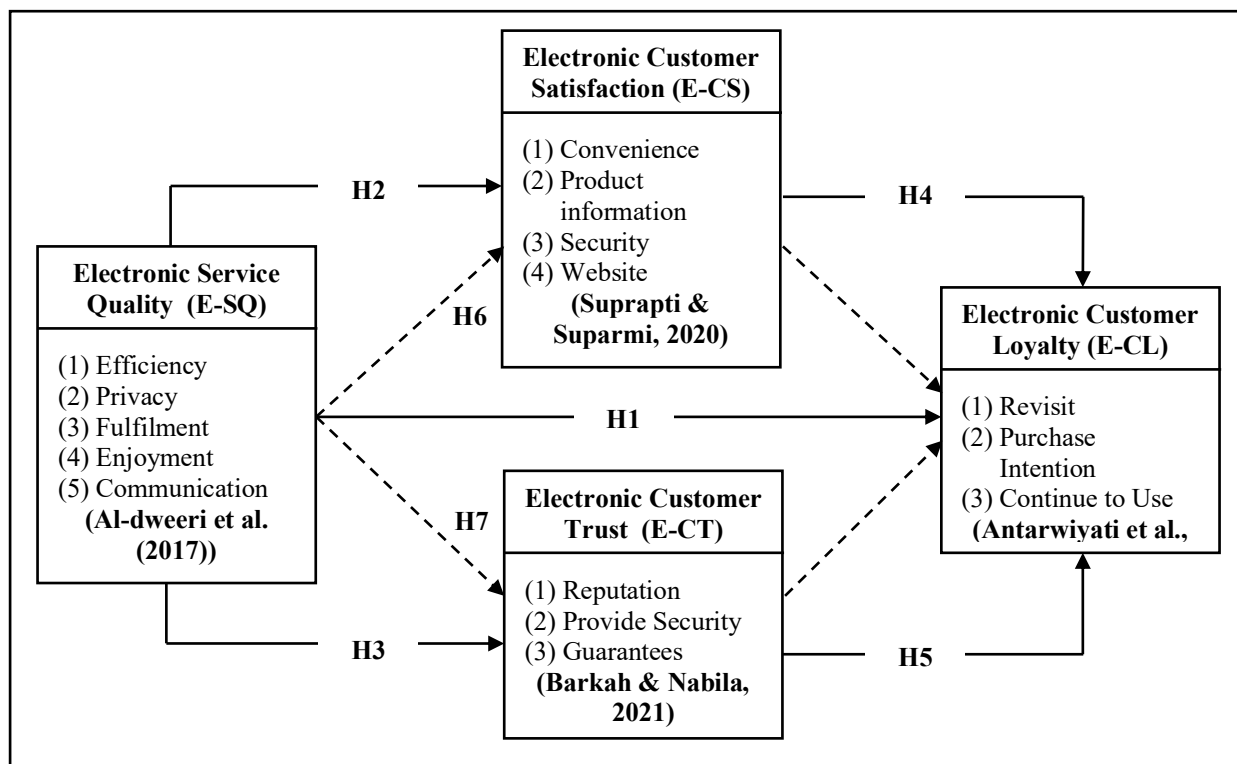 Electronic Customer
Satisfaction (E-CS)
(1) Convenience
(2) Product
information
(3) Security
(4) Website
(Suprapti &
Suparmi, 2020)
H2
H4
Electronic Service
Quality (E-SQ)
(1) Efficiency
(2) Privacy
(3) Fulfilment
(4) Enjoyment
(5) Communication
(Al-dweeri et al.
(2017))
H6
H1
H7
Electronic Customer
Loyalty (E-CL)
(1) Revisit
(2) Purchase
Intention
(3) Continue to Use
(Antarwiyati et al.,
Electronic Customer
Trust (E-CT)
(1) Reputation
(2) Provide Security
(3) Guarantees
(Barkah & Nabila,
2021)
H3
H5